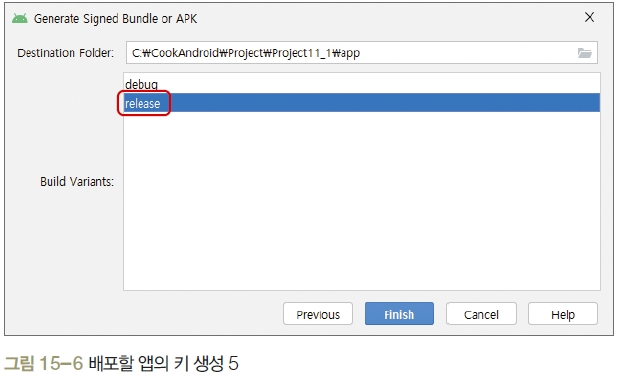 Generate Signed Bundle or APK
Destination Folder: C:₩CookAndroid₩Project₩Project11_1₩app
debug
release
Build Variants:
Previous Finish Cancel Help
그림 15-6 배포할 앱의 키 생성 5